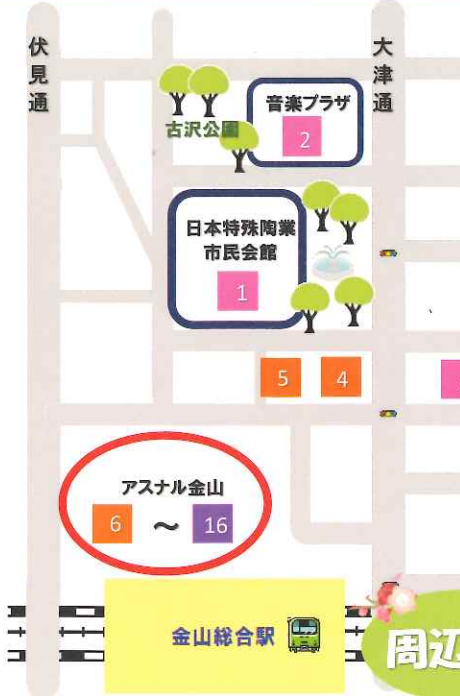 伏見通
大津通
音楽プラザ
2
古沢公園
日本特殊陶業
市民会館
1
5
4
アスナル金山
6 〜 16
金山総合駅
周辺